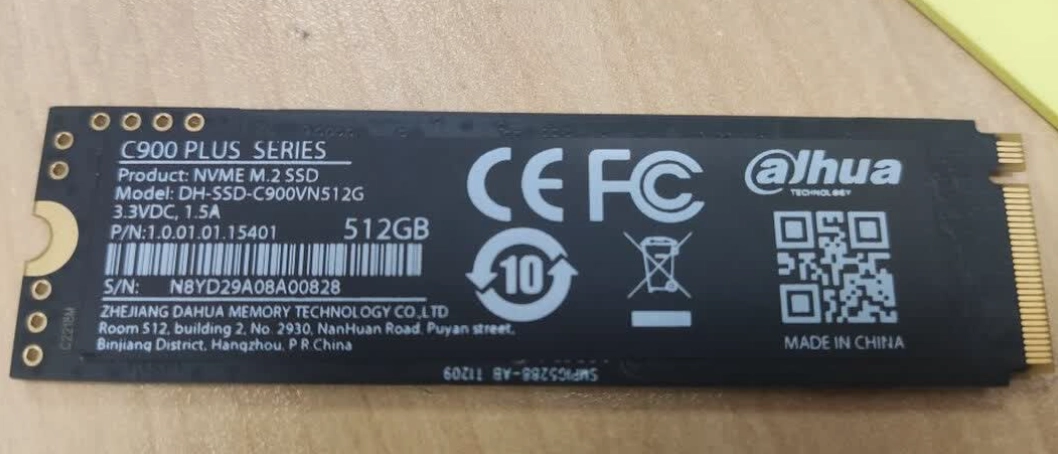 C900 PLUS SERIES
Product: NVME M.2 SSD
Model: DH-SSD-C900VN512G
3.3VDC, 1.5A
P/N:1.0.01.01.15401
512GB
S/N: N8YD29A08A00828
ZHEJIANG DAHUA MEMORY TECHNOLOGY CO.,LTD
Room 512, building 2, No. 2930, NanHuan Road, Puyan street,
Binjiang District, Hangzhou, P.R.China
CE FC
10
alhua
TECHNOLOGY
MADE IN CHINA
C2218M
T1209